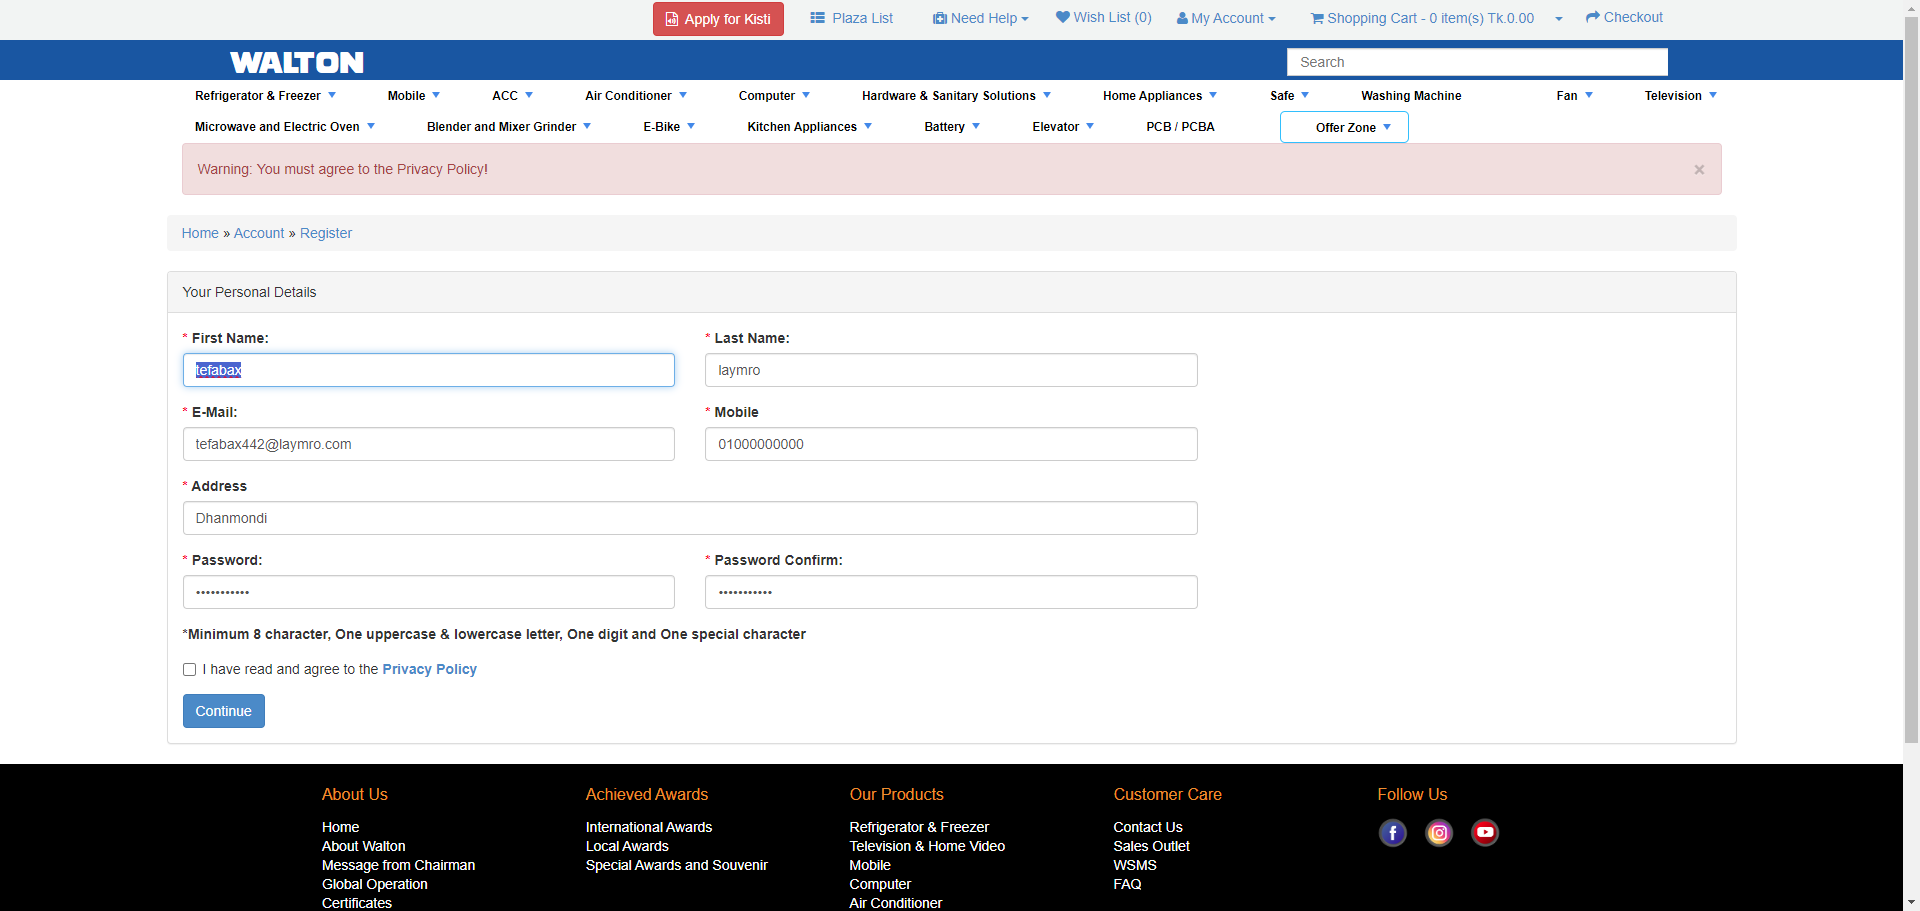 Apply for Kisti Plaza List Need Help Wish List (0) My Account Shopping Cart - 0 item(s) Tk.0.00 Checkout
WALTON Search
Refrigerator & Freezer Mobile ACC Air Conditioner Computer Hardware & Sanitary Solutions Home Appliances Safe Washing Machine Fan Television
Microwave and Electric Oven Blender and Mixer Grinder E-Bike Kitchen Appliances Battery Elevator PCB / PCBA Offer Zone
Warning: You must agree to the Privacy Policy! ×
Home » Account » Register
Your Personal Details
* First Name: * Last Name:
tefabax laymro
* E-Mail: * Mobile
tefabax442@laymro.com 01000000000
* Address
Dhanmondi
* Password: * Password Confirm:
••••••••••• •••••••••••
*Minimum 8 character, One uppercase & lowercase letter, One digit and One special character
I have read and agree to the Privacy Policy
Continue
About Us Achieved Awards Our Products Customer Care Follow Us
Home International Awards Refrigerator & Freezer Contact Us
About Walton Local Awards Television & Home Video Sales Outlet
Message from Chairman Special Awards and Souvenir Mobile WSMS
Global Operation Computer FAQ
Certificates Air Conditioner